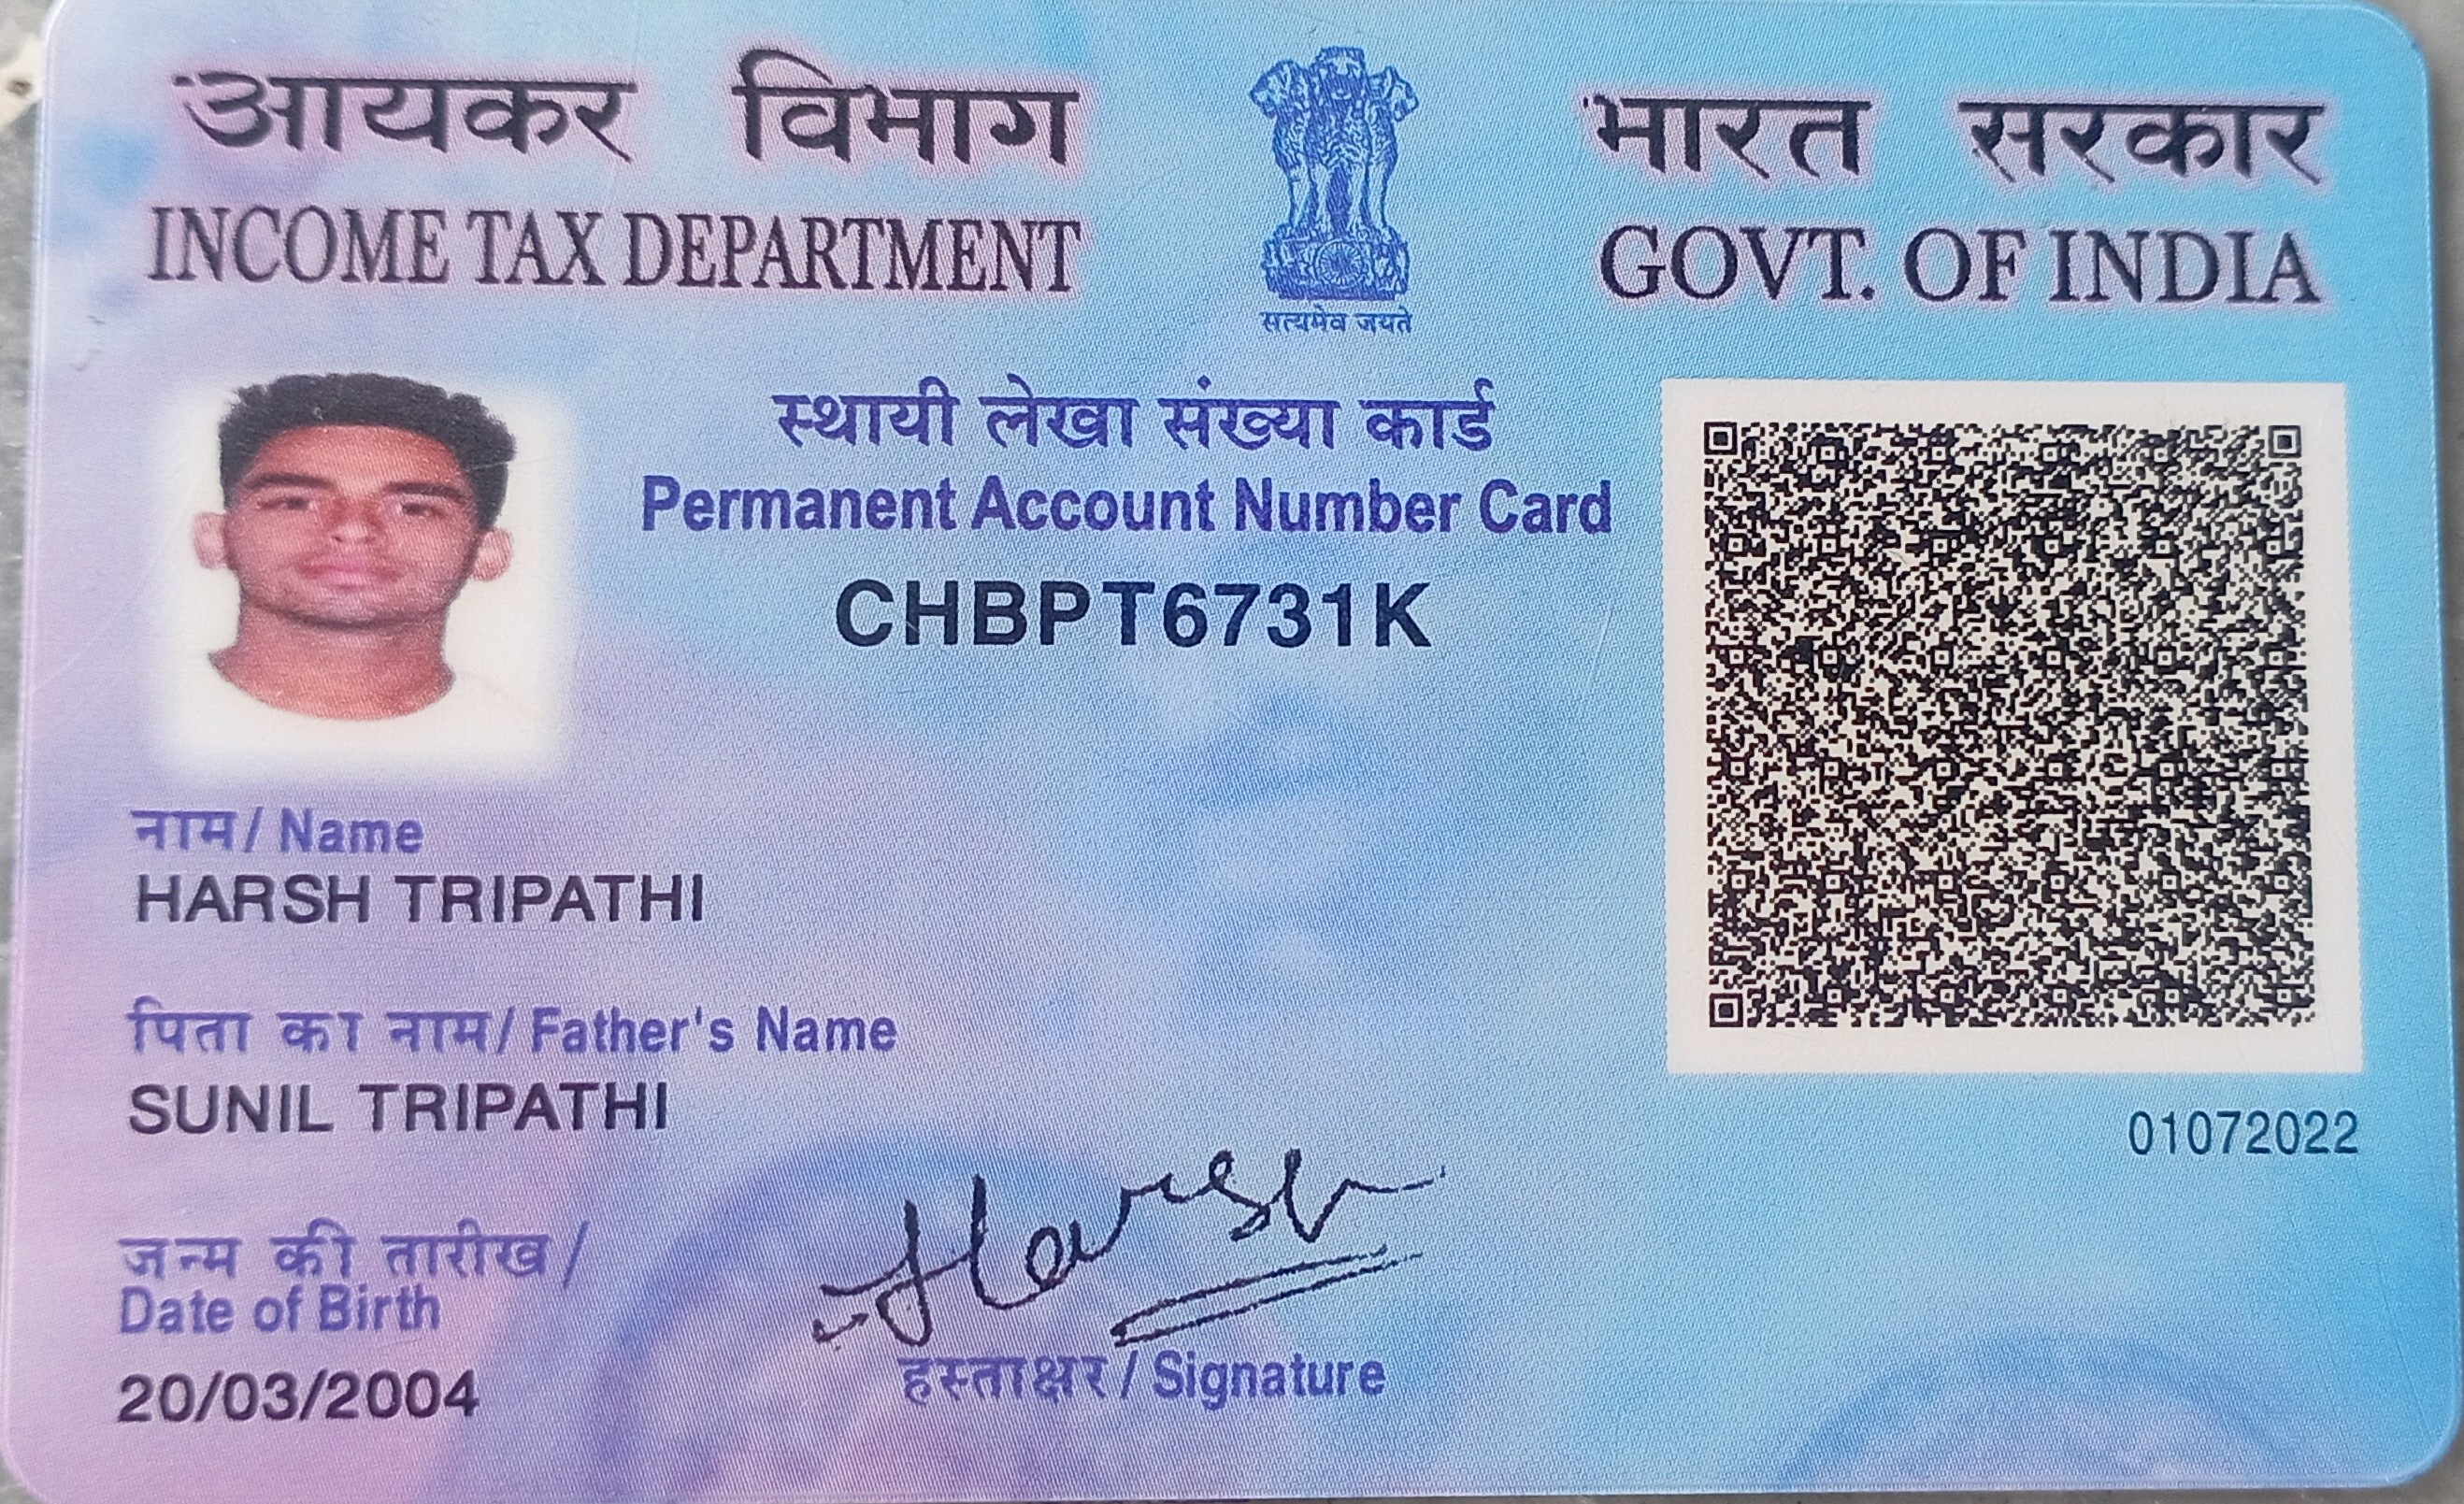 आयकर विभाग
INCOME TAX DEPARTMENT
सत्यमेव जयते
भारत सरकार
GOVT. OF INDIA
स्थायी लेखा संख्या कार्ड
Permanent Account Number Card
CHBPT6731K
नाम/ Name
HARSH TRIPATHI
पिता का नाम/ Father's Name
SUNIL TRIPATHI
01072022
जन्म की तारीख/
Date of Birth
20/03/2004
Harsh
हस्ताक्षर/ Signature